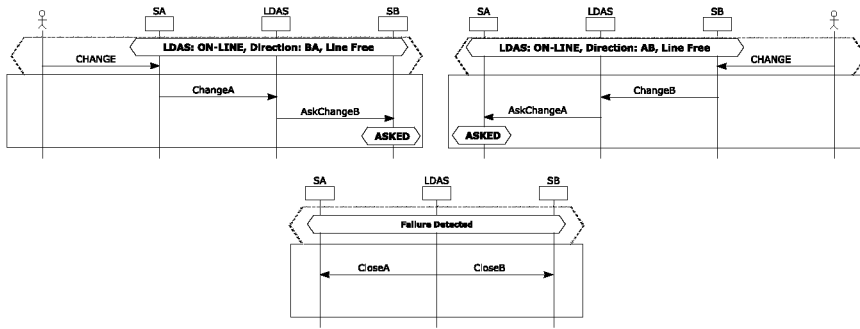 SA LDAS SB
LDAS: ON-LINE, Direction: BA, Line Free
CHANGE
ChangeA
AskChangeB
ASKED
SA LDAS SB
LDAS: ON-LINE, Direction: AB, Line Free
CHANGE
ChangeB
AskChangeA
ASKED
SA LDAS SB
Failure Detected
CloseA CloseB